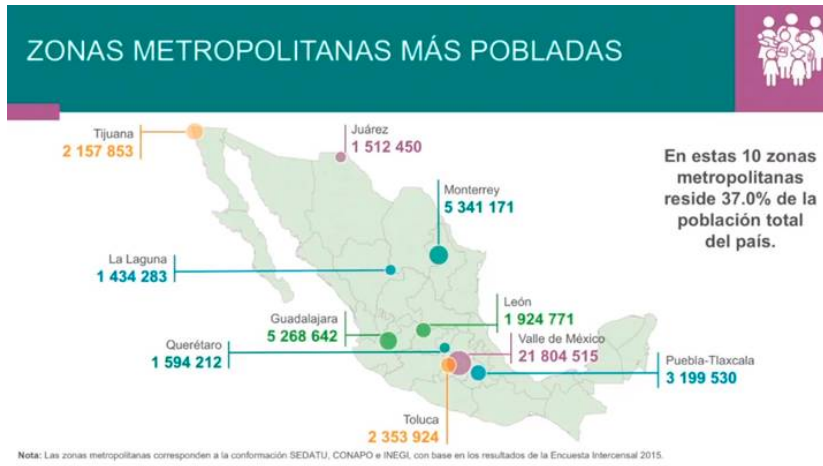 ZONAS METROPOLITANAS MÁS POBLADAS
Tijuana
2 157 853
Juárez
1 512 450
Monterrey
5 341 171
En estas 10 zonas
metropolitanas
reside 37.0% de la
población total
del país.
La Laguna
1 434 283
León
1 924 771
Guadalajara
5 268 642
Valle de México
21 804 515
Querétaro
1 594 212
Puebla-Tlaxcala
3 199 530
Toluca
2 353 924
Nota: Las zonas metropolitanas corresponden a la conformación SEDATU, CONAPO e INEGI, con base en los resultados de la Encuesta Intercensal 2015.